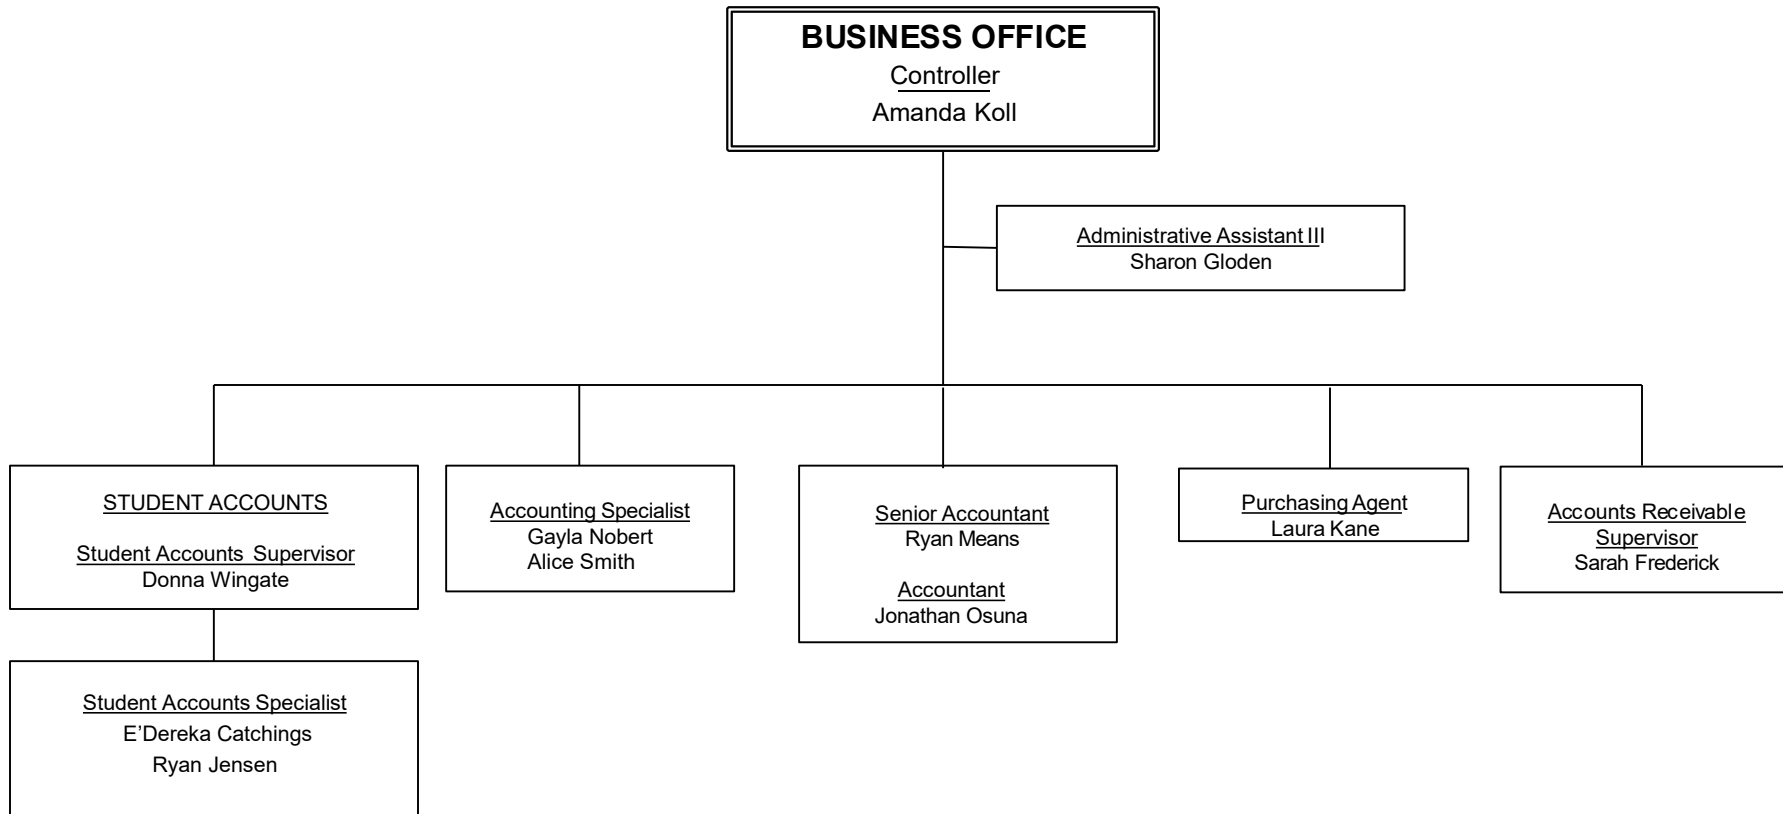 BUSINESS OFFICE
Controller
Amanda Koll
Administrative Assistant III
Sharon Gloden
STUDENT ACCOUNTS
Student Accounts Supervisor
Donna Wingate
Accounting Specialist
Gayla Nobert
Alice Smith
Senior Accountant
Ryan Means
Accountant
Jonathan Osuna
Purchasing Agent
Laura Kane
Accounts Receivable
Supervisor
Sarah Frederick
Student Accounts Specialist
E’Dereka Catchings
Ryan Jensen